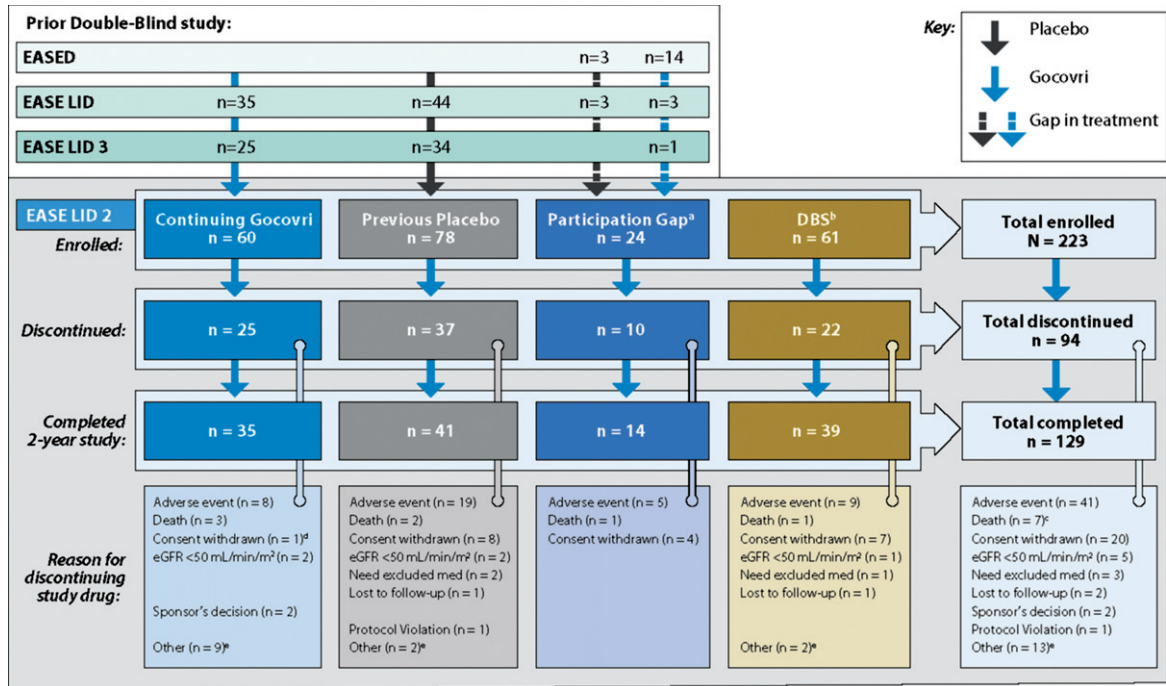 Prior Double-Blind study:
EASED n=3 n=14
EASE LID n=35 n=44 n=3 n=3
EASE LID 3 n=25 n=34 n=1
Key:
Placebo
Gocovri
Gap in treatment
EASE LID 2
Enrolled:
Continuing Gocovri
n = 60
Previous Placebo
n = 78
Participation Gapᵃ
n = 24
DBSᵇ
n = 61
Total enrolled
N = 223
Discontinued:
n = 25
n = 37
n = 10
n = 22
Total discontinued
n = 94
Completed
2-year study:
n = 35
n = 41
n = 14
n = 39
Total completed
n = 129
Reason for
discontinuing
study drug:
Adverse event (n = 8)
Death (n = 3)
Consent withdrawn (n = 1)ᵈ
eGFR <50 mL/min/m² (n = 2)
Sponsor's decision (n = 2)
Other (n = 9)ᵉ
Adverse event (n = 19)
Death (n = 2)
Consent withdrawn (n = 8)
eGFR <50 mL/min/m² (n = 2)
Need excluded med (n = 2)
Lost to follow-up (n = 1)
Protocol Violation (n = 1)
Other (n = 2)ᵉ
Adverse event (n = 5)
Death (n = 1)
Consent withdrawn (n = 4)
Adverse event (n = 9)
Death (n = 1)
Consent withdrawn (n = 7)
eGFR <50 mL/min/m² (n = 1)
Need excluded med (n = 1)
Lost to follow-up (n = 1)
Other (n = 2)ᵉ
Adverse event (n = 41)
Death (n = 7)ᶜ
Consent withdrawn (n = 20)
eGFR <50 mL/min/m² (n = 5)
Need excluded med (n = 3)
Lost to follow-up (n = 2)
Sponsor's decision (n = 2)
Protocol Violation (n = 1)
Other (n = 13)ᵉ